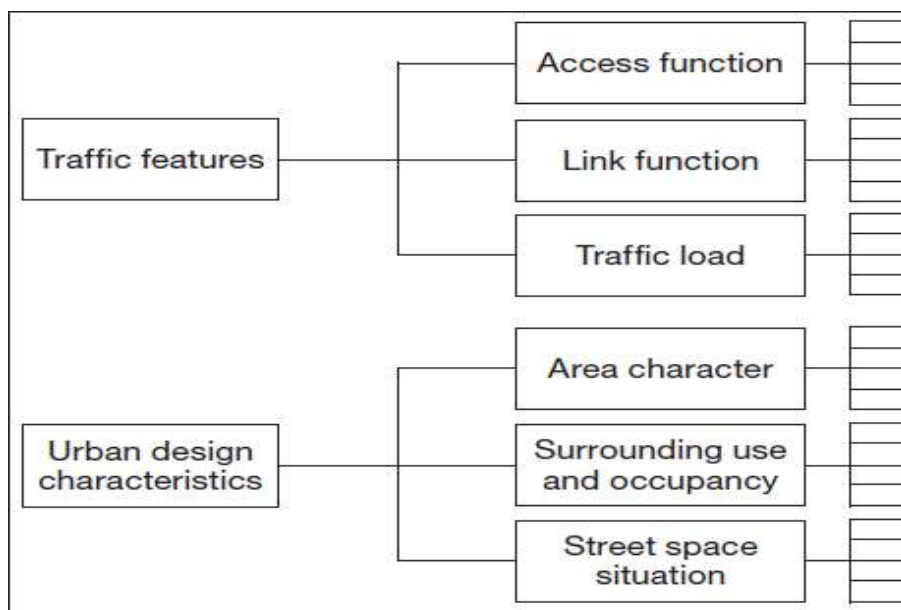 Access function
Traffic features
Link function
Traffic load
Area character
Urban design
characteristics
Surrounding use
and occupancy
Street space
situation